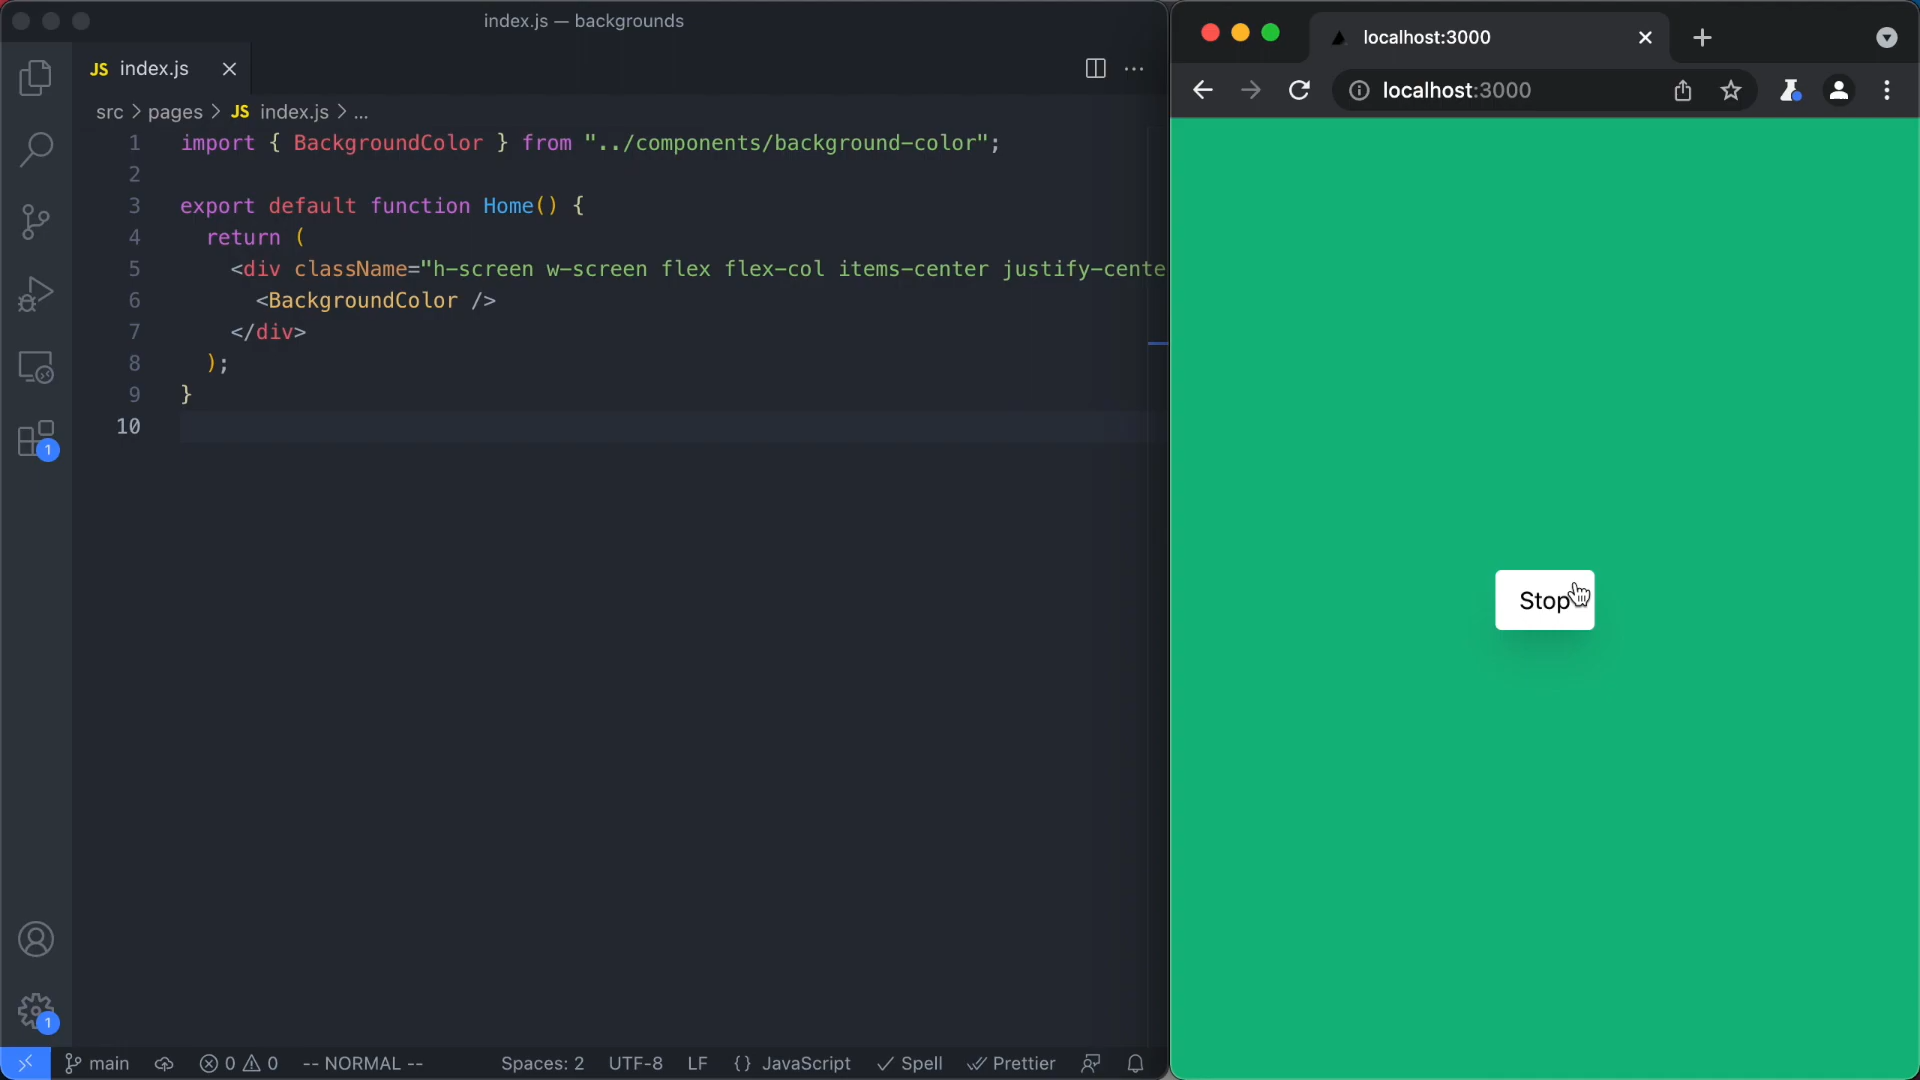 index.js — backgrounds
JS index.js
src > pages > JS index.js > ...
1 import { BackgroundColor } from "../components/background-color";
2
3 export default function Home() {
4 return (
5 <div className="h-screen w-screen flex flex-col items-center justify-cente
6 <BackgroundColor />
7 </div>
8 );
9 }
10
1
1
main 0 0 -- NORMAL -- Spaces: 2 UTF-8 LF {} JavaScript Spell Prettier
localhost:3000
localhost:3000
Stop